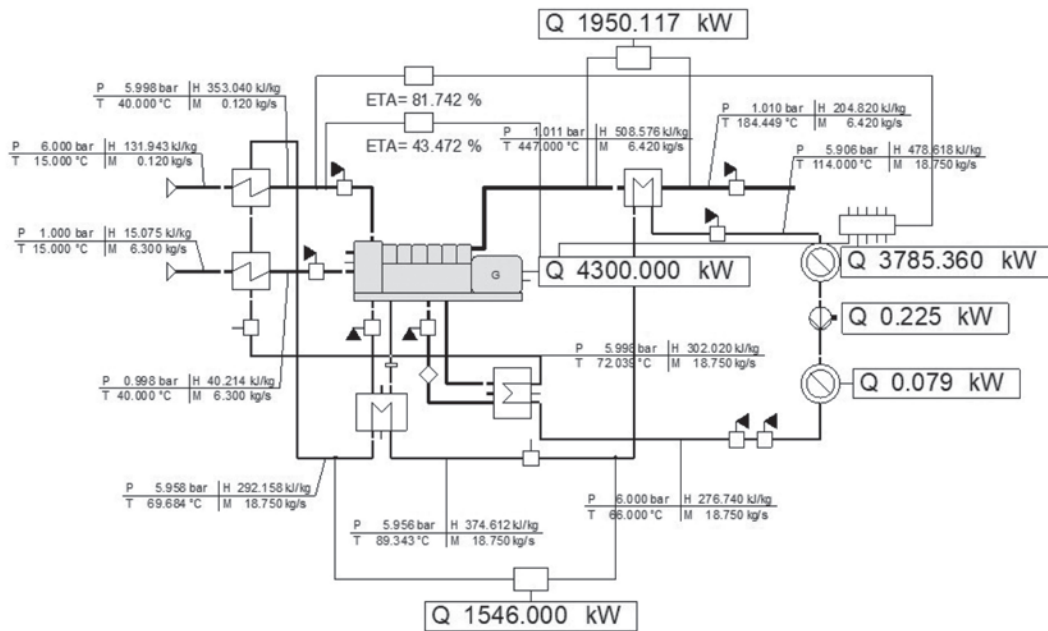 Q 1950.117 kW
P 5.998 bar H 353.040 kJ/kg
T 40.000 °C M 0.120 kg/s
ETA= 81.742 %
ETA= 43.472 %
P 1.011 bar H 508.576 kJ/kg
T 447.000 °C M 6.420 kg/s
P 1.010 bar H 204.820 kJ/kg
T 184.449 °C M 6.420 kg/s
P 5.906 bar H 478.618 kJ/kg
T 114.000 °C M 18.750 kg/s
P 6.000 bar H 131.943 kJ/kg
T 15.000 °C M 0.120 kg/s
P 1.000 bar H 15.075 kJ/kg
T 15.000 °C M 6.300 kg/s
G
Q 4300.000 kW
Q 3785.360 kW
Q 0.225 kW
P 5.998 bar H 302.020 kJ/kg
T 72.039 °C M 18.750 kg/s
Q 0.079 kW
P 0.998 bar H 40.214 kJ/kg
T 40.000 °C M 6.300 kg/s
P 5.958 bar H 292.158 kJ/kg
T 69.684 °C M 18.750 kg/s
P 5.956 bar H 374.612 kJ/kg
T 89.343 °C M 18.750 kg/s
P 6.000 bar H 276.740 kJ/kg
T 66.000 °C M 18.750 kg/s
Q 1546.000 kW